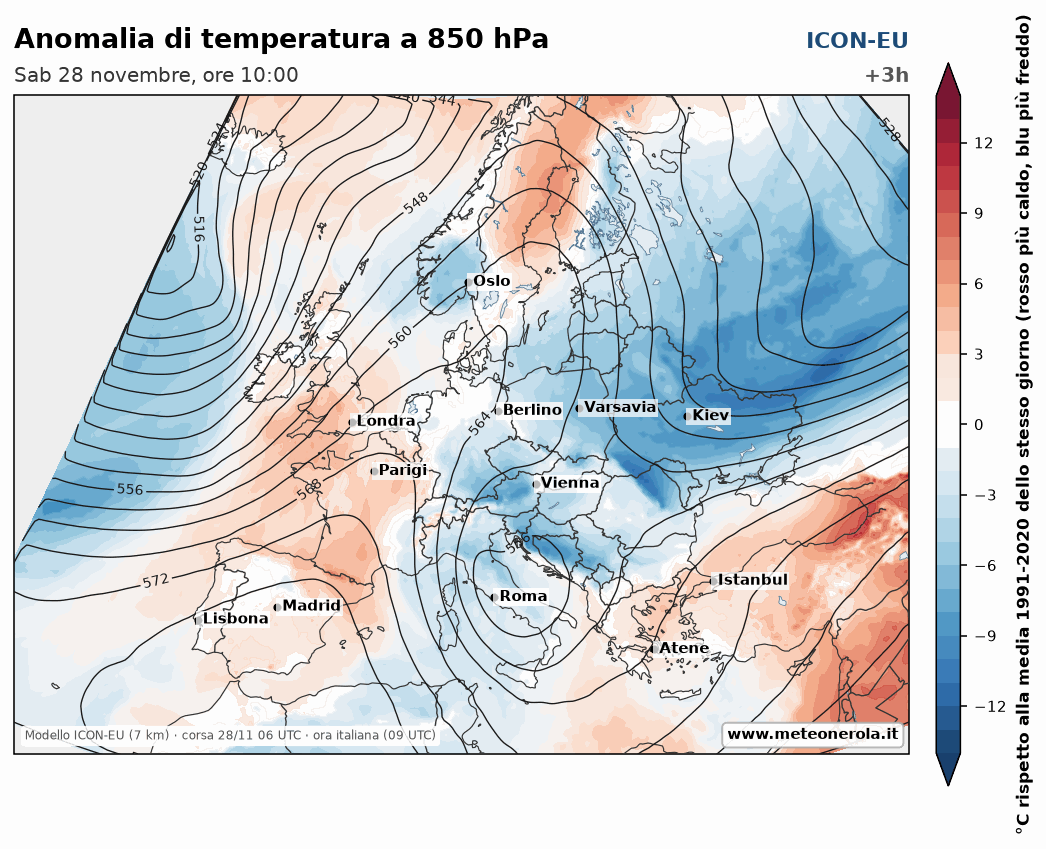 Anomalia di temperatura a 850 hPa
ICON-EU
Sab 28 novembre, ore 10:00
+3h
544
528
524
520
548
516
Oslo
560
Londra
Berlino
Varsavia
Kiev
564
Parigi
Vienna
556
568
572
Istanbul
Roma
Madrid
Lisbona
Atene
Modello ICON-EU (7 km) · corsa 28/11 06 UTC · ora italiana (09 UTC)
www.meteonerola.it
12
9
6
3
0
−3
−6
−9
−12
°C rispetto alla media 1991-2020 dello stesso giorno (rosso più caldo, blu più freddo)